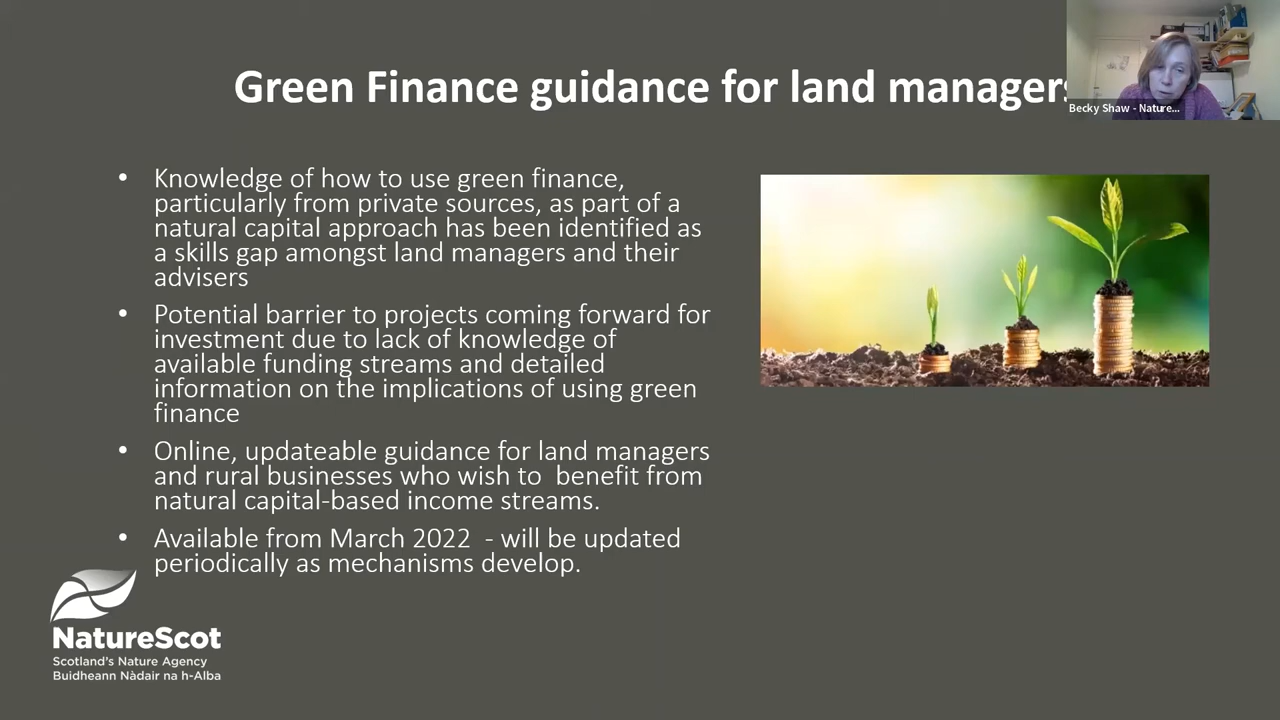 Green Finance guidance for land managers
Becky Shaw - Nature...
• Knowledge of how to use green finance,
particularly from private sources, as part of a
natural capital approach has been identified as
a skills gap amongst land managers and their
advisers
• Potential barrier to projects coming forward for
investment due to lack of knowledge of
available funding streams and detailed
information on the implications of using green
finance
• Online, updateable guidance for land managers
and rural businesses who wish to  benefit from
natural capital-based income streams.
• Available from March 2022  - will be updated
periodically as mechanisms develop.
NatureScot
Scotland's Nature Agency
Buidheann Nàdair na h-Alba